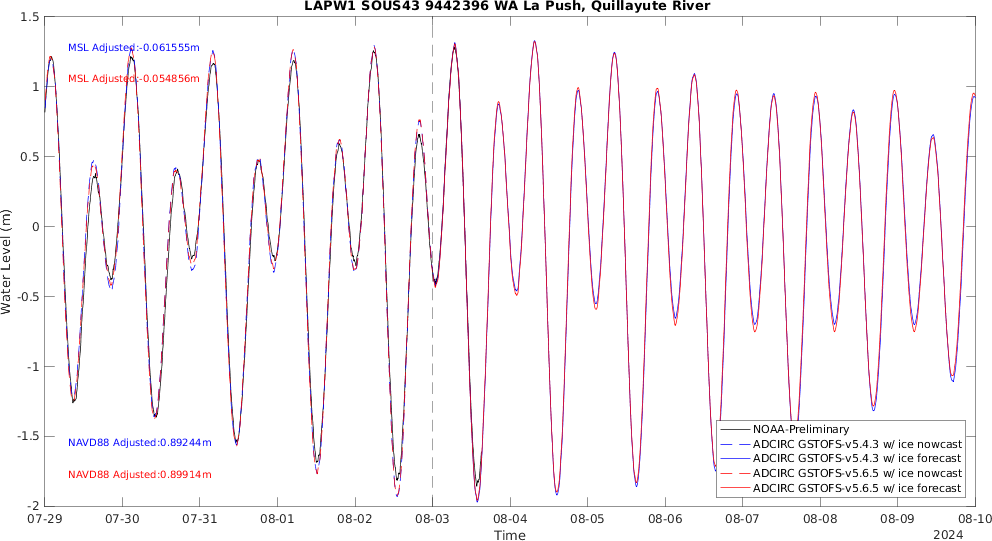 LAPW1 SOUS43 9442396 WA La Push, Quillayute River
1.5
1
0.5
0
-0.5
-1
-1.5
-2
Water Level (m)
MSL Adjusted:-0.061555m
MSL Adjusted:-0.054856m
NAVD88 Adjusted:0.89244m
NAVD88 Adjusted:0.89914m
NOAA-Preliminary
ADCIRC GSTOFS-v5.4.3 w/ ice nowcast
ADCIRC GSTOFS-v5.4.3 w/ ice forecast
ADCIRC GSTOFS-v5.6.5 w/ ice nowcast
ADCIRC GSTOFS-v5.6.5 w/ ice forecast
07-29 07-30 07-31 08-01 08-02 08-03 08-04 08-05 08-06 08-07 08-08 08-09 08-10
Time
2024